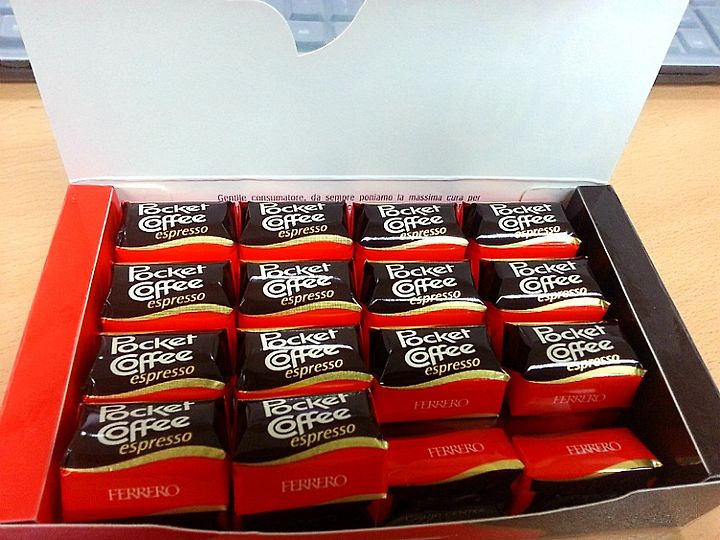 Gentile consumatore, da sempre poniamo la massima cura per
Pocket Coffee espresso
Pocket Coffee espresso
Pocket Coffee espresso
Pocket Coffee espresso
Pocket Coffee espresso
Pocket Coffee espresso
Pocket Coffee espresso
Pocket Coffee espresso
Pocket Coffee espresso
Pocket Coffee espresso
Pocket Coffee espresso
FERRERO
Pocket Coffee espresso
FERRERO
Pocket Coffee espresso
FERRERO
Pocket Coffee espresso
FERRERO
FERRERO
FERRERO